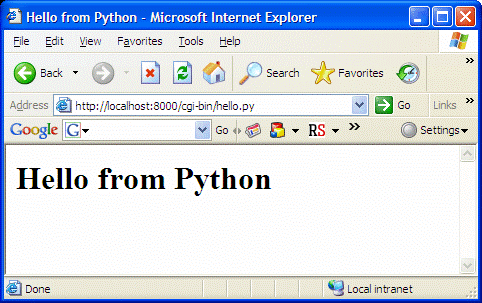 Hello from Python - Microsoft Internet Explorer
File Edit View Favorites Tools Help
Back Search Favorites
Address http://localhost:8000/cgi-bin/hello.py Go Links
Google G Go RS Settings
Hello from Python
Done Local intranet